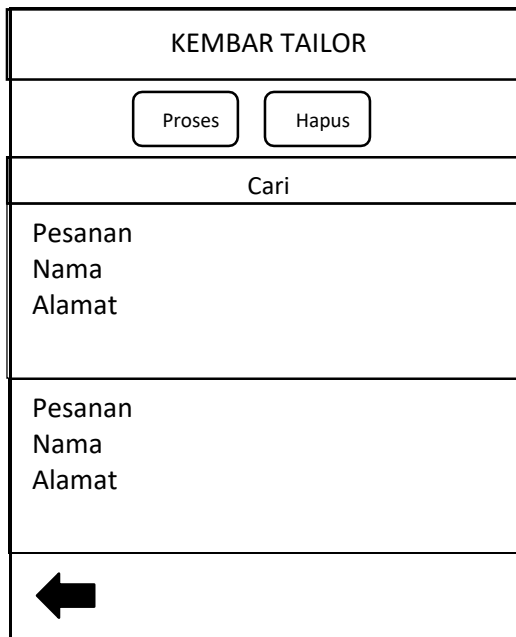 KEMBAR TAILOR
Proses Hapus
Cari
Pesanan
Nama
Alamat
Pesanan
Nama
Alamat